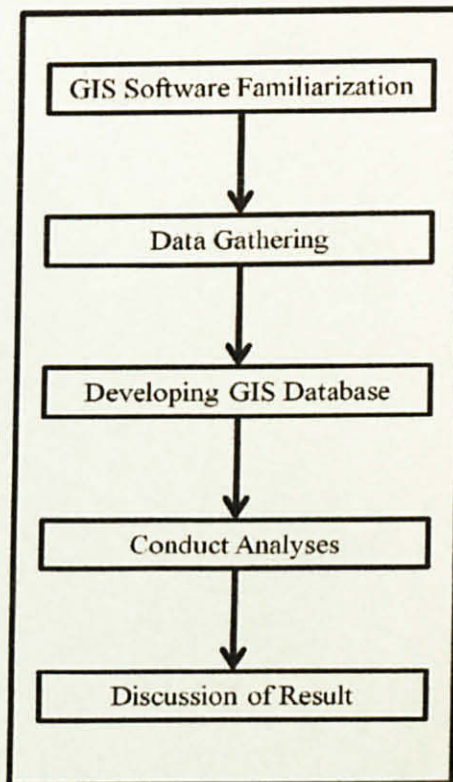 GIS Software Familiarization
Data Gathering
Developing GIS Database
Conduct Analyses
Discussion of Result